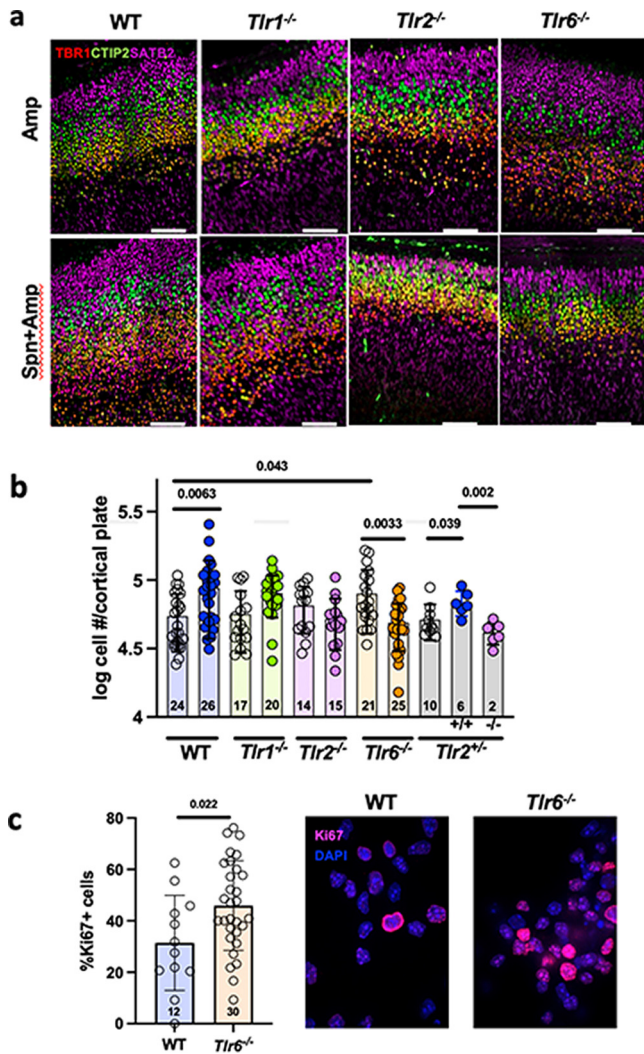 a
WT Tlr1-/- Tlr2-/- Tlr6-/-
TBR1CTIP2SATB2
Amp
Spn+Amp
b
0.043
0.0063 0.0033 0.039 0.002
log cell #/cortical plate
5.5
5
4.5
4
24 26 17 20 14 15 21 25 10 6 2
+/+ -/-
WT Tlr1-/- Tlr2-/- Tlr6-/- Tlr2+/-
c
0.022
%Ki67+ cells
80
60
40
20
0
12 30
WT Tlr6-/-
WT Tlr6-/-
Ki67
DAPI